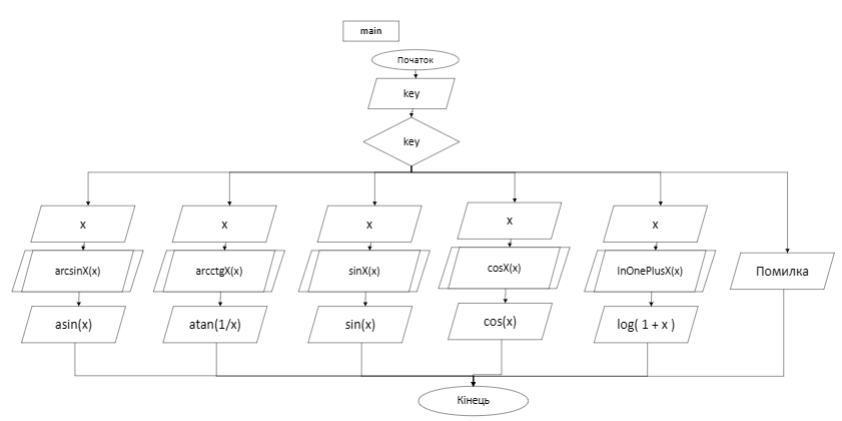 main
Початок
key
key
x
x
x
x
x
arcsinX(x)
arcctgX(x)
sinX(x)
cosX(x)
lnOnePlusX(x)
Помилка
asin(x)
atan(1/x)
sin(x)
cos(x)
log( 1 + x )
Кінець